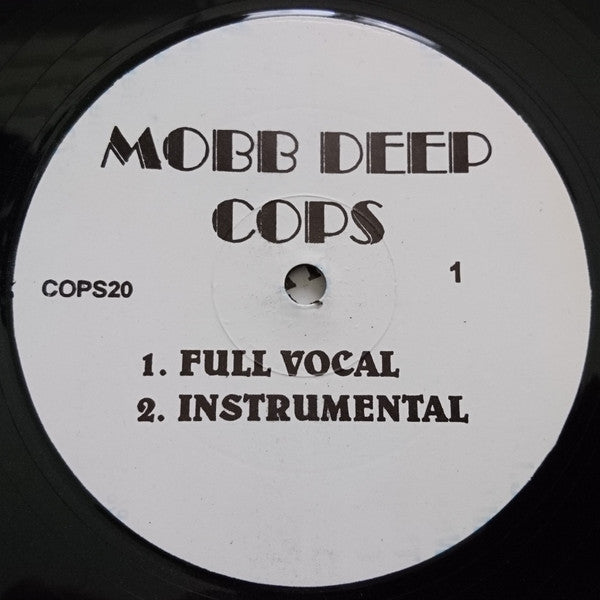 MOBB DEEP
COPS
COPS20
1
1. FULL VOCAL
2. INSTRUMENTAL